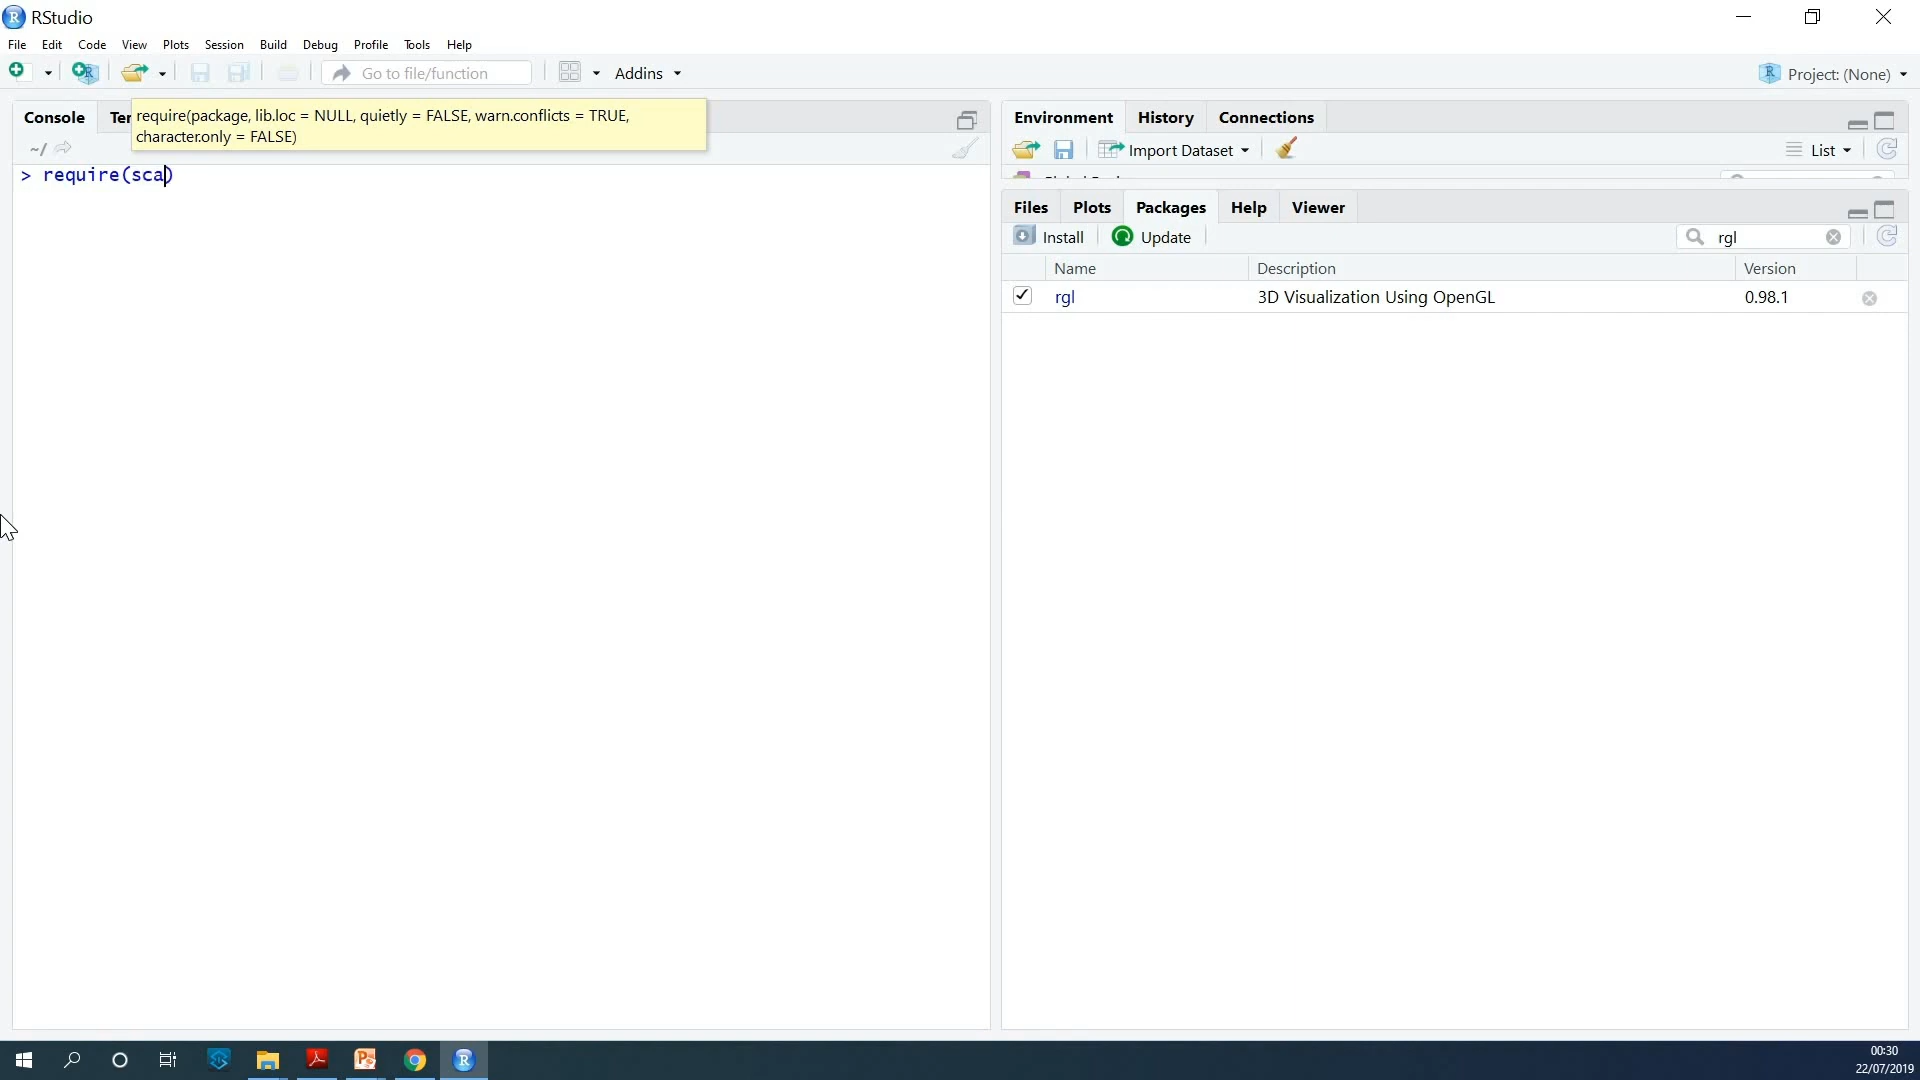 RStudio
File Edit Code View Plots Session Build Debug Profile Tools Help
Go to file/function Addins Project: (None)
Console Ter
require(package, lib.loc = NULL, quietly = FALSE, warn.conflicts = TRUE,
character.only = FALSE)
~/
> require(sca)
Environment History Connections
Import Dataset List
Files Plots Packages Help Viewer
Install Update rgl
Name Description Version
rgl 3D Visualization Using OpenGL 0.98.1
00:30
22/07/2019